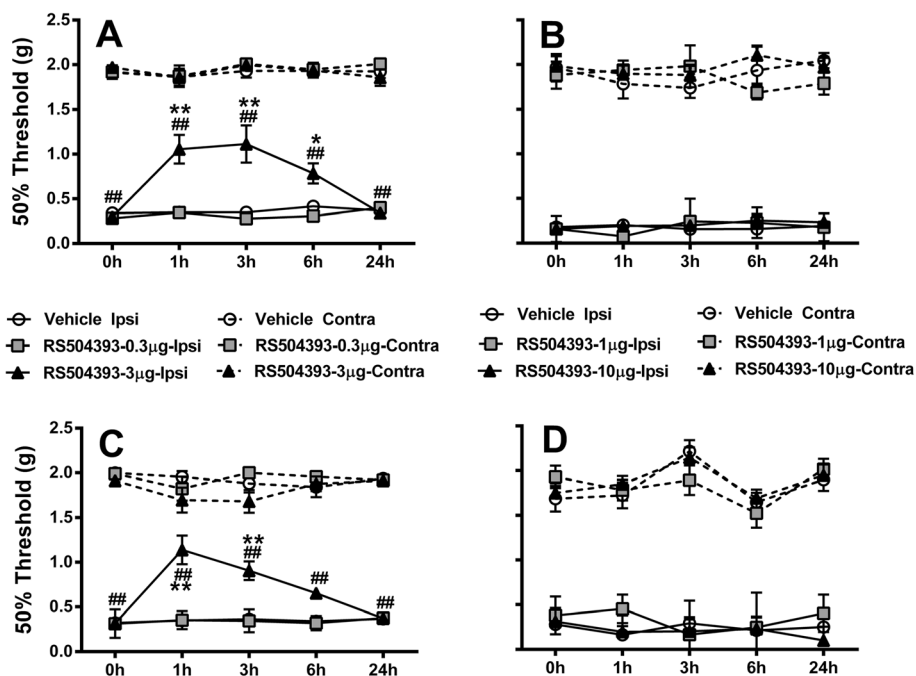 A
B
50% Threshold (g)
2.5
2.0
1.5
1.0
0.5
0.0
##
**
##
**
##
*
##
##
0h 1h 3h 6h 24h
0h 1h 3h 6h 24h
Vehicle Ipsi Vehicle Contra
RS504393-0.3µg-Ipsi RS504393-0.3µg-Contra
RS504393-3µg-Ipsi RS504393-3µg-Contra
Vehicle Ipsi Vehicle Contra
RS504393-1µg-Ipsi RS504393-1µg-Contra
RS504393-10µg-Ipsi RS504393-10µg-Contra
C
D
50% Threshold (g)
2.5
2.0
1.5
1.0
0.5
0.0
##
##
**
**
##
##
##
0h 1h 3h 6h 24h
0h 1h 3h 6h 24h